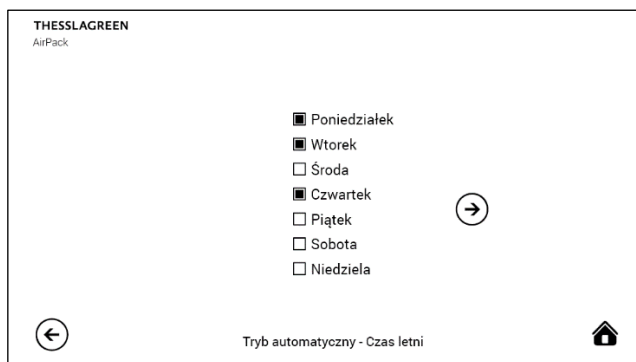 THESSLAGREEN
AirPack
Poniedziałek
Wtorek
Środa
Czwartek
Piątek
Sobota
Niedziela
Tryb automatyczny - Czas letni